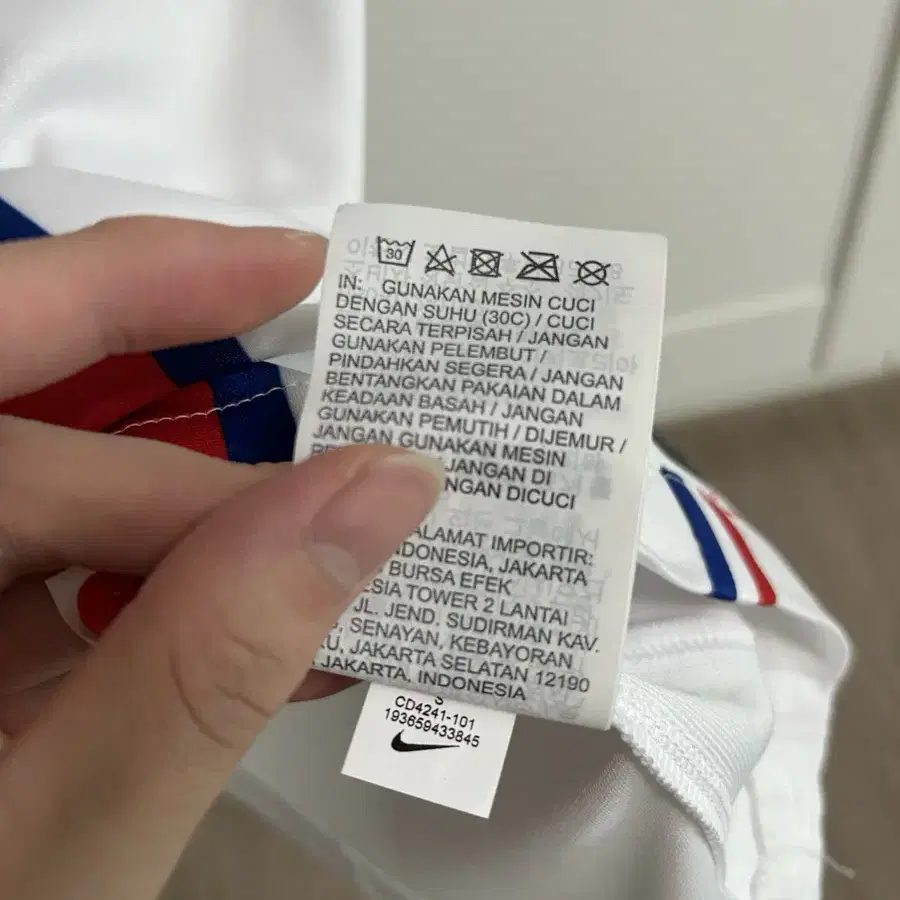 30
IN: GUNAKAN MESIN CUCI
DENGAN SUHU (30C) / CUCI
SECARA TERPISAH / JANGAN
GUNAKAN PELEMBUT /
PINDAHKAN SEGERA / JANGAN
BENTANGKAN PAKAIAN DALAM
KEADAAN BASAH / JANGAN
GUNAKAN PEMUTIH / DIJEMUR /
JANGAN GUNAKAN MESIN
JANGAN DI
DICUCI
ALAMAT IMPORTIR:
INDONESIA, JAKARTA
BURSA EFEK
TOWER 2 LANTAI
JL. JEND. SUDIRMAN KAV.
SENAYAN, KEBAYORAN
JAKARTA SELATAN 12190
JAKARTA, INDONESIA
S
CD4241-101
193659433845